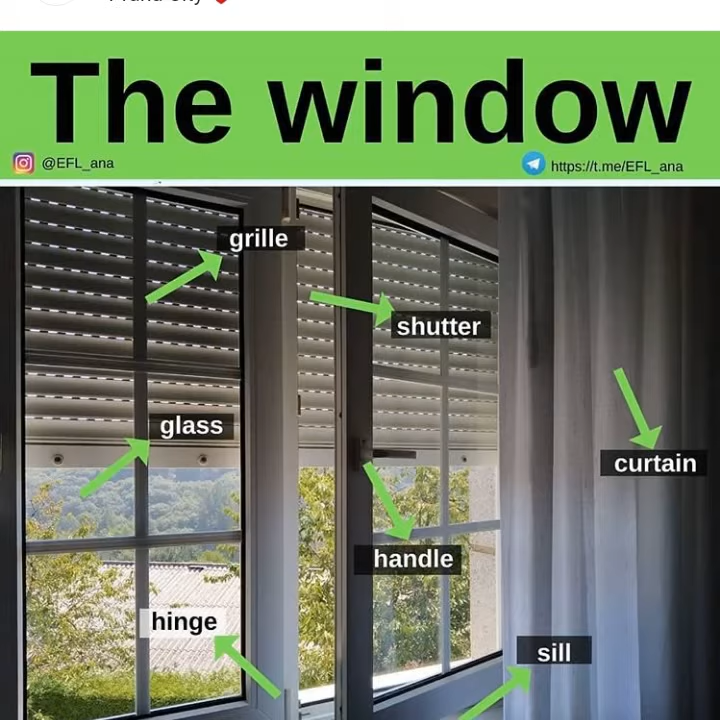 The window
@EFL_ana
https://t.me/EFL_ana
grille
shutter
glass
curtain
handle
hinge
sill